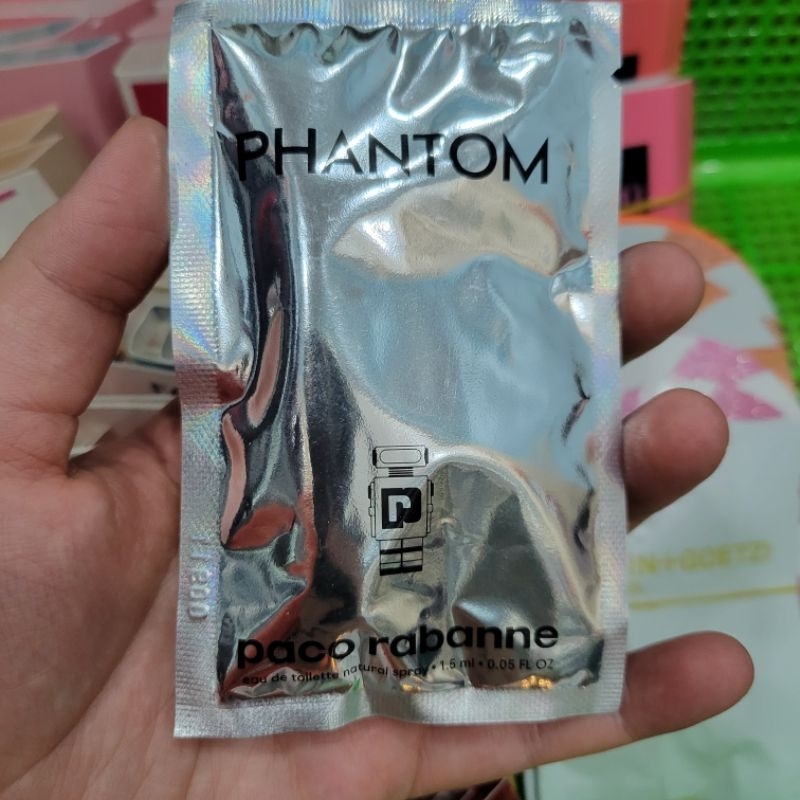 PHANTOM
paco rabanne
eau de toilette natural spray • 1.5 ml • 0.05 FL OZ